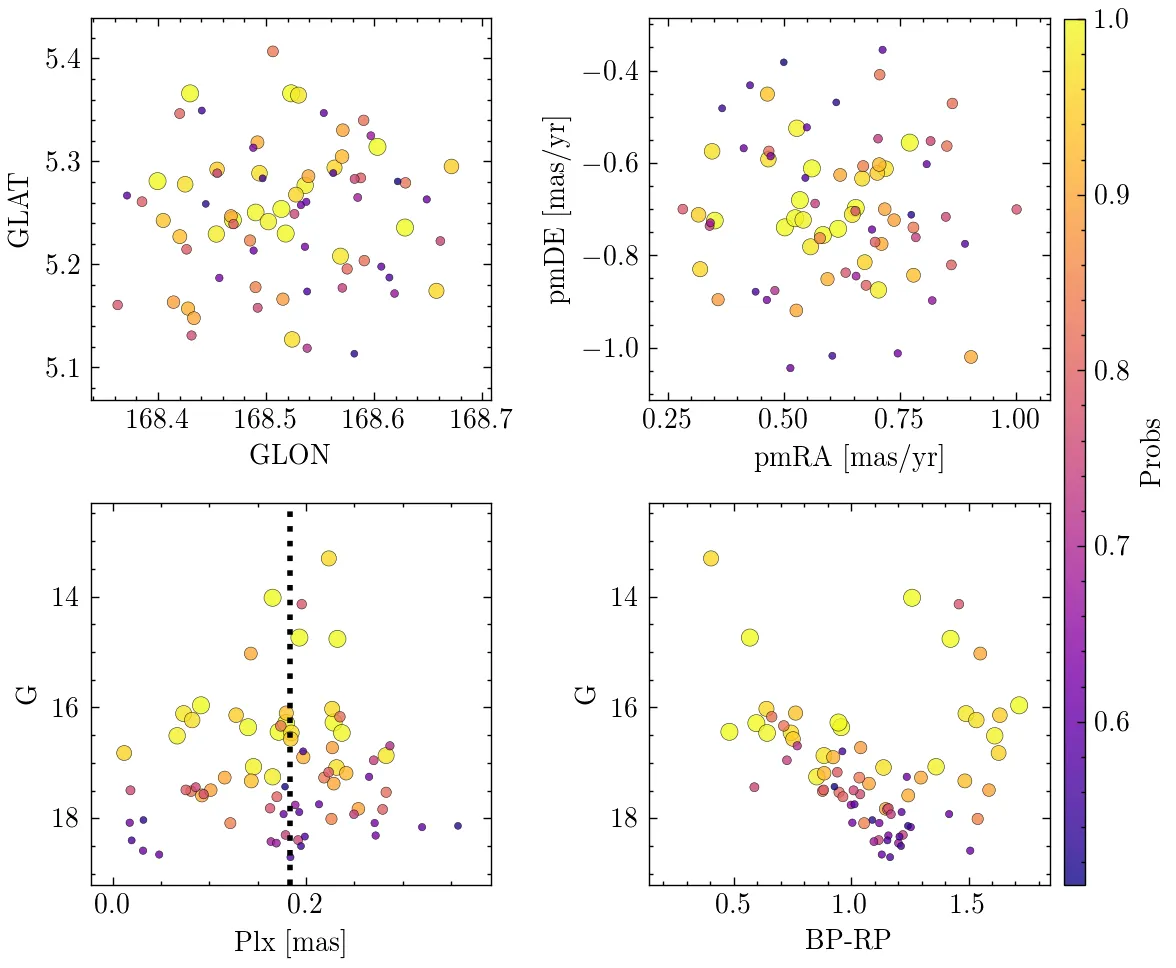 5.4
5.3
5.2
5.1
GLAT
168.4 168.5 168.6 168.7
GLON
−0.4
−0.6
−0.8
−1.0
pmDE [mas/yr]
0.25 0.50 0.75 1.00
pmRA [mas/yr]
14
16
18
G
0.0 0.2
Plx [mas]
14
16
18
G
0.5 1.0 1.5
BP-RP
1.0
0.9
0.8
0.7
0.6
Probs